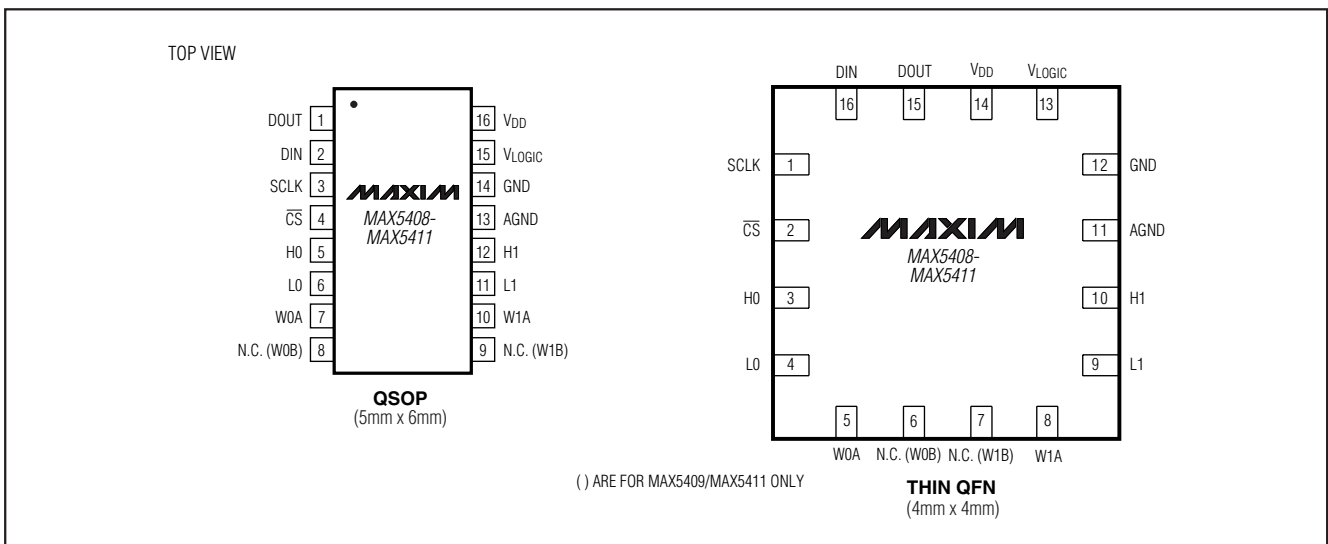 TOP VIEW
DOUT 1
DIN 2
SCLK 3
C̅S̅ 4
H0 5
L0 6
W0A 7
N.C. (W0B) 8
16 VDD
15 VLOGIC
14 GND
13 AGND
12 H1
11 L1
10 W1A
9 N.C. (W1B)
MAXIM
MAX5408-
MAX5411
QSOP
(5mm x 6mm)
DIN DOUT VDD VLOGIC
16 15 14 13
SCLK 1
C̅S̅ 2
H0 3
L0 4
12 GND
11 AGND
10 H1
9 L1
MAXIM
MAX5408-
MAX5411
5 6 7 8
W0A N.C. (W0B) N.C. (W1B) W1A
THIN QFN
(4mm x 4mm)
( ) ARE FOR MAX5409/MAX5411 ONLY